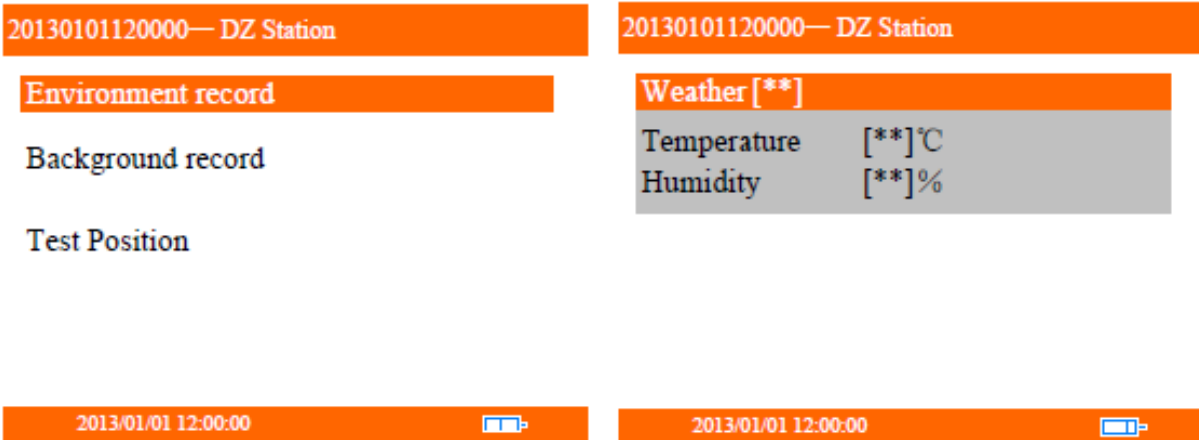 20130101120000— DZ Station
Environment record
Background record
Test Position
2013/01/01 12:00:00
20130101120000— DZ Station
Weather [**]
Temperature [**]℃
Humidity [**]%
2013/01/01 12:00:00